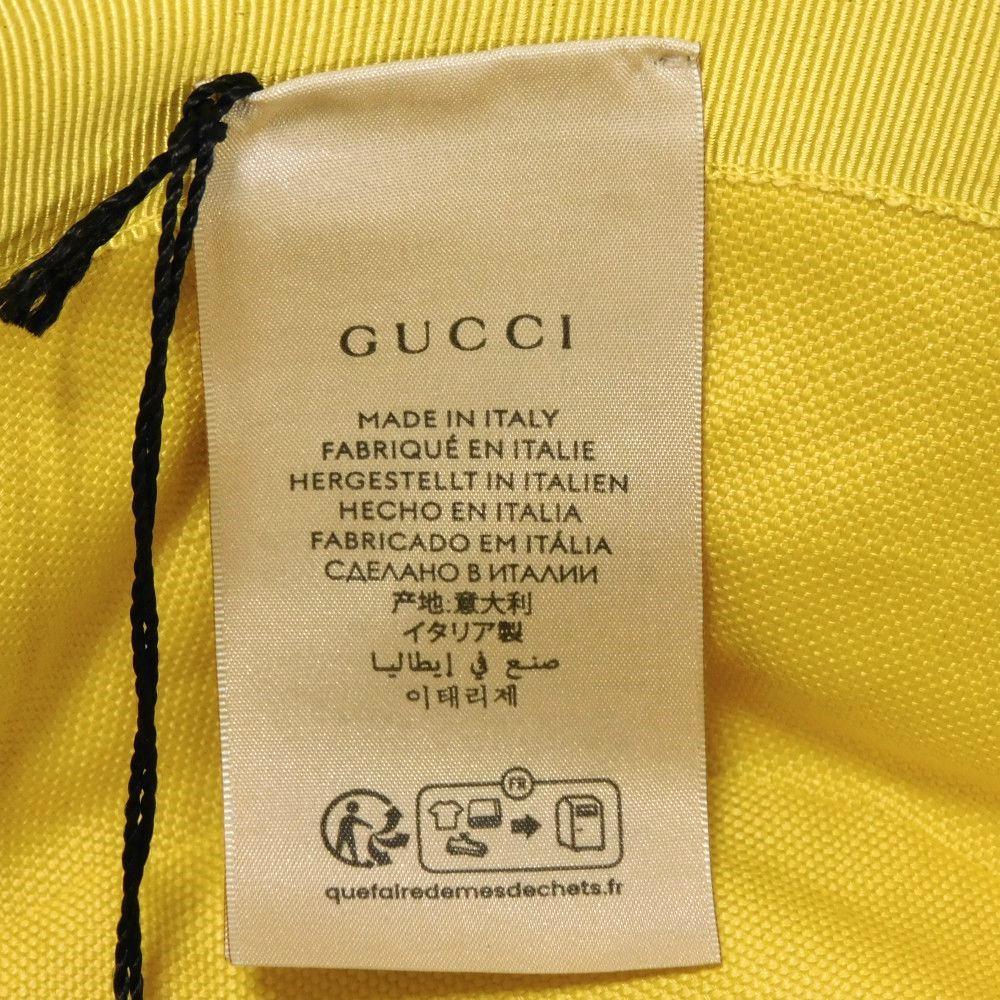 GUCCI
MADE IN ITALY
FABRIQUÉ EN ITALIE
HERGESTELLT IN ITALIEN
HECHO EN ITALIA
FABRICADO EM ITÁLIA
СДЕЛАНО В ИТАЛИИ
产地:意大利
イタリア製
صنع في إيطاليا
이태리제
FR
quefairedemesdechets.fr